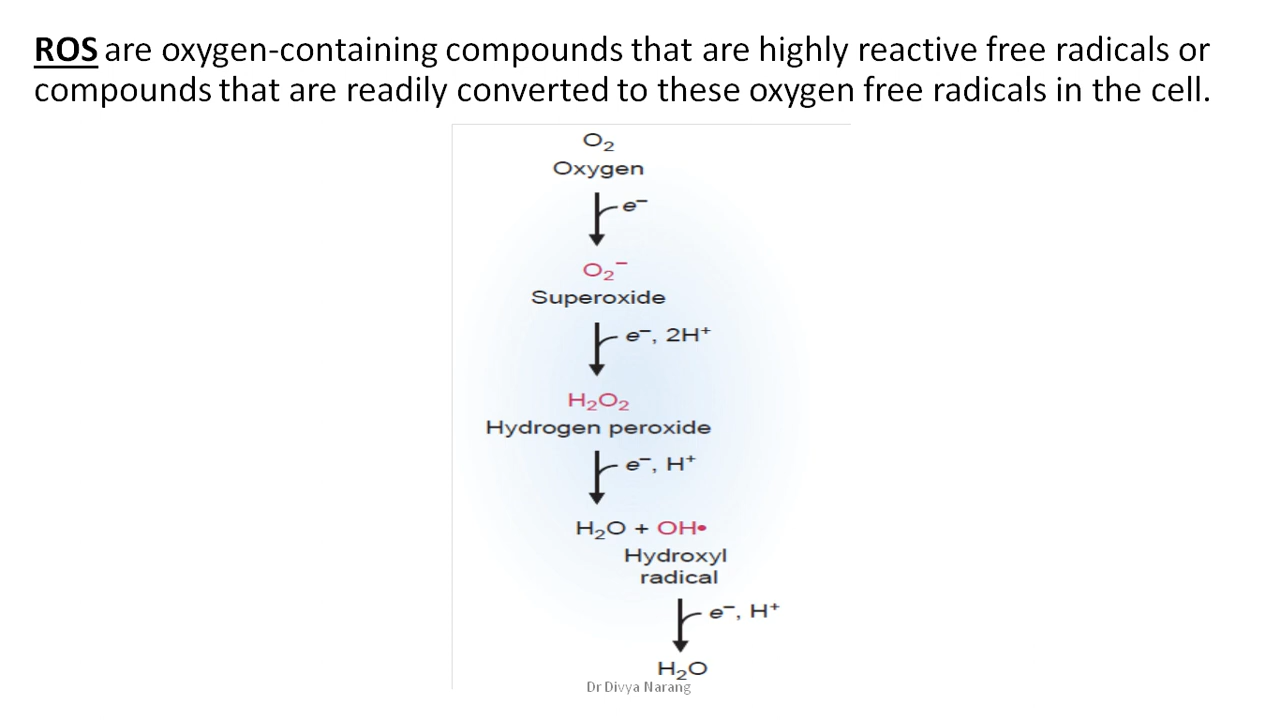 ROS are oxygen-containing compounds that are highly reactive free radicals or
compounds that are readily converted to these oxygen free radicals in the cell.
O₂
Oxygen
e⁻
O₂⁻
Superoxide
e⁻, 2H⁺
H₂O₂
Hydrogen peroxide
e⁻, H⁺
H₂O + OH•
Hydroxyl
radical
e⁻, H⁺
H₂O
Dr Divya Narang